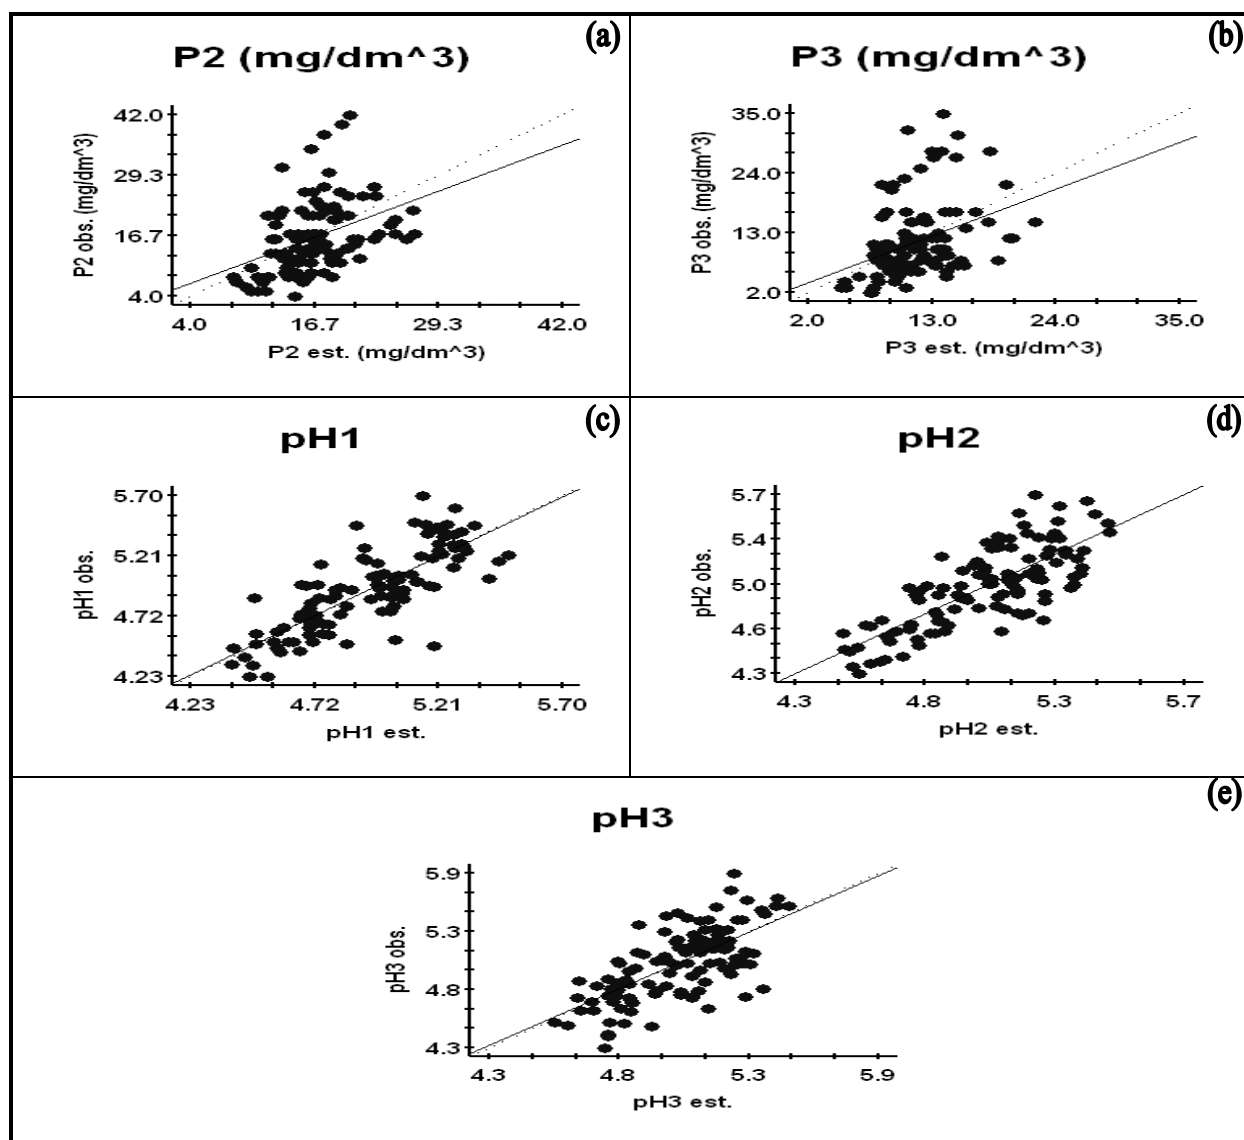 (a)
P2 (mg/dm^3)
P2 obs. (mg/dm^3)
42.0
29.3
16.7
4.0
4.0 16.7 29.3 42.0
P2 est. (mg/dm^3)
(b)
P3 (mg/dm^3)
P3 obs. (mg/dm^3)
35.0
24.0
13.0
2.0
2.0 13.0 24.0 35.0
P3 est. (mg/dm^3)
(c)
pH1
pH1 obs.
5.70
5.21
4.72
4.23
4.23 4.72 5.21 5.70
pH1 est.
(d)
pH2
pH2 obs.
5.7
5.4
5.0
4.6
4.3
4.3 4.8 5.3 5.7
pH2 est.
(e)
pH3
pH3 obs.
5.9
5.3
4.8
4.3
4.3 4.8 5.3 5.9
pH3 est.